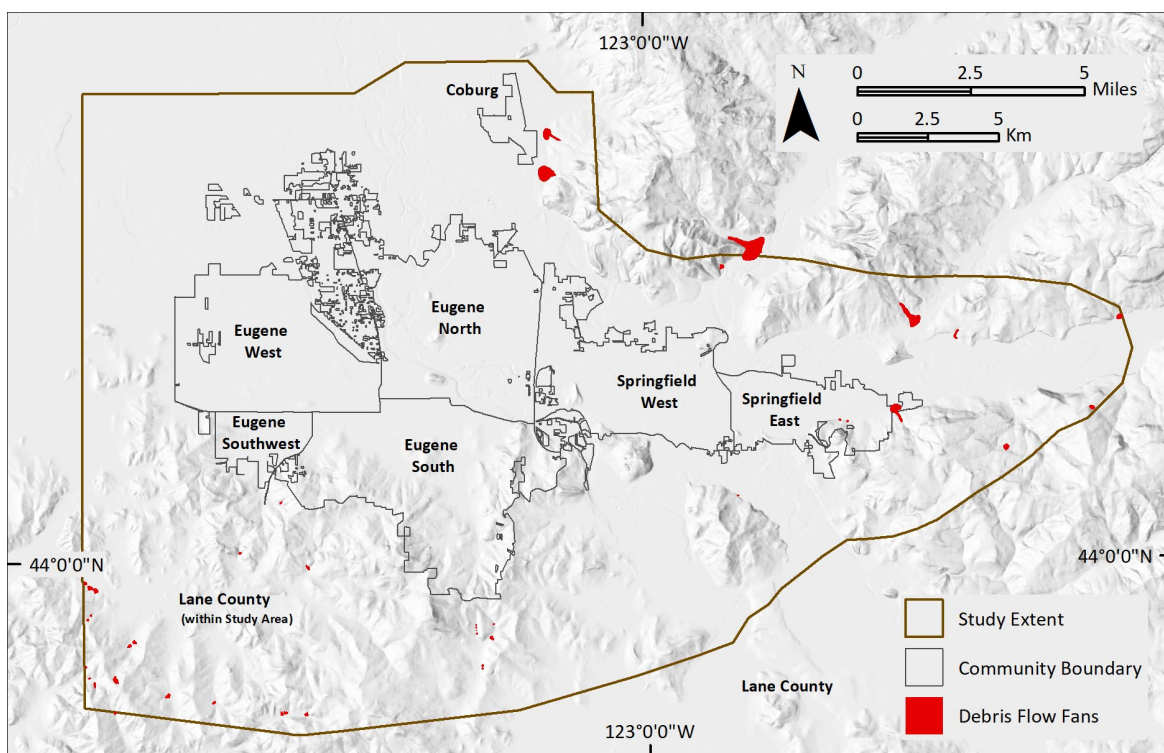 123°0'0"W
N
0 2.5 5
Miles
0 2.5 5
Km
Coburg
Eugene
North
Eugene
West
Springfield
West
Springfield
East
Eugene
Southwest
Eugene
South
44°0'0"N
44°0'0"N
Lane County
(within Study Area)
Study Extent
Community Boundary
Debris Flow Fans
Lane County
123°0'0"W